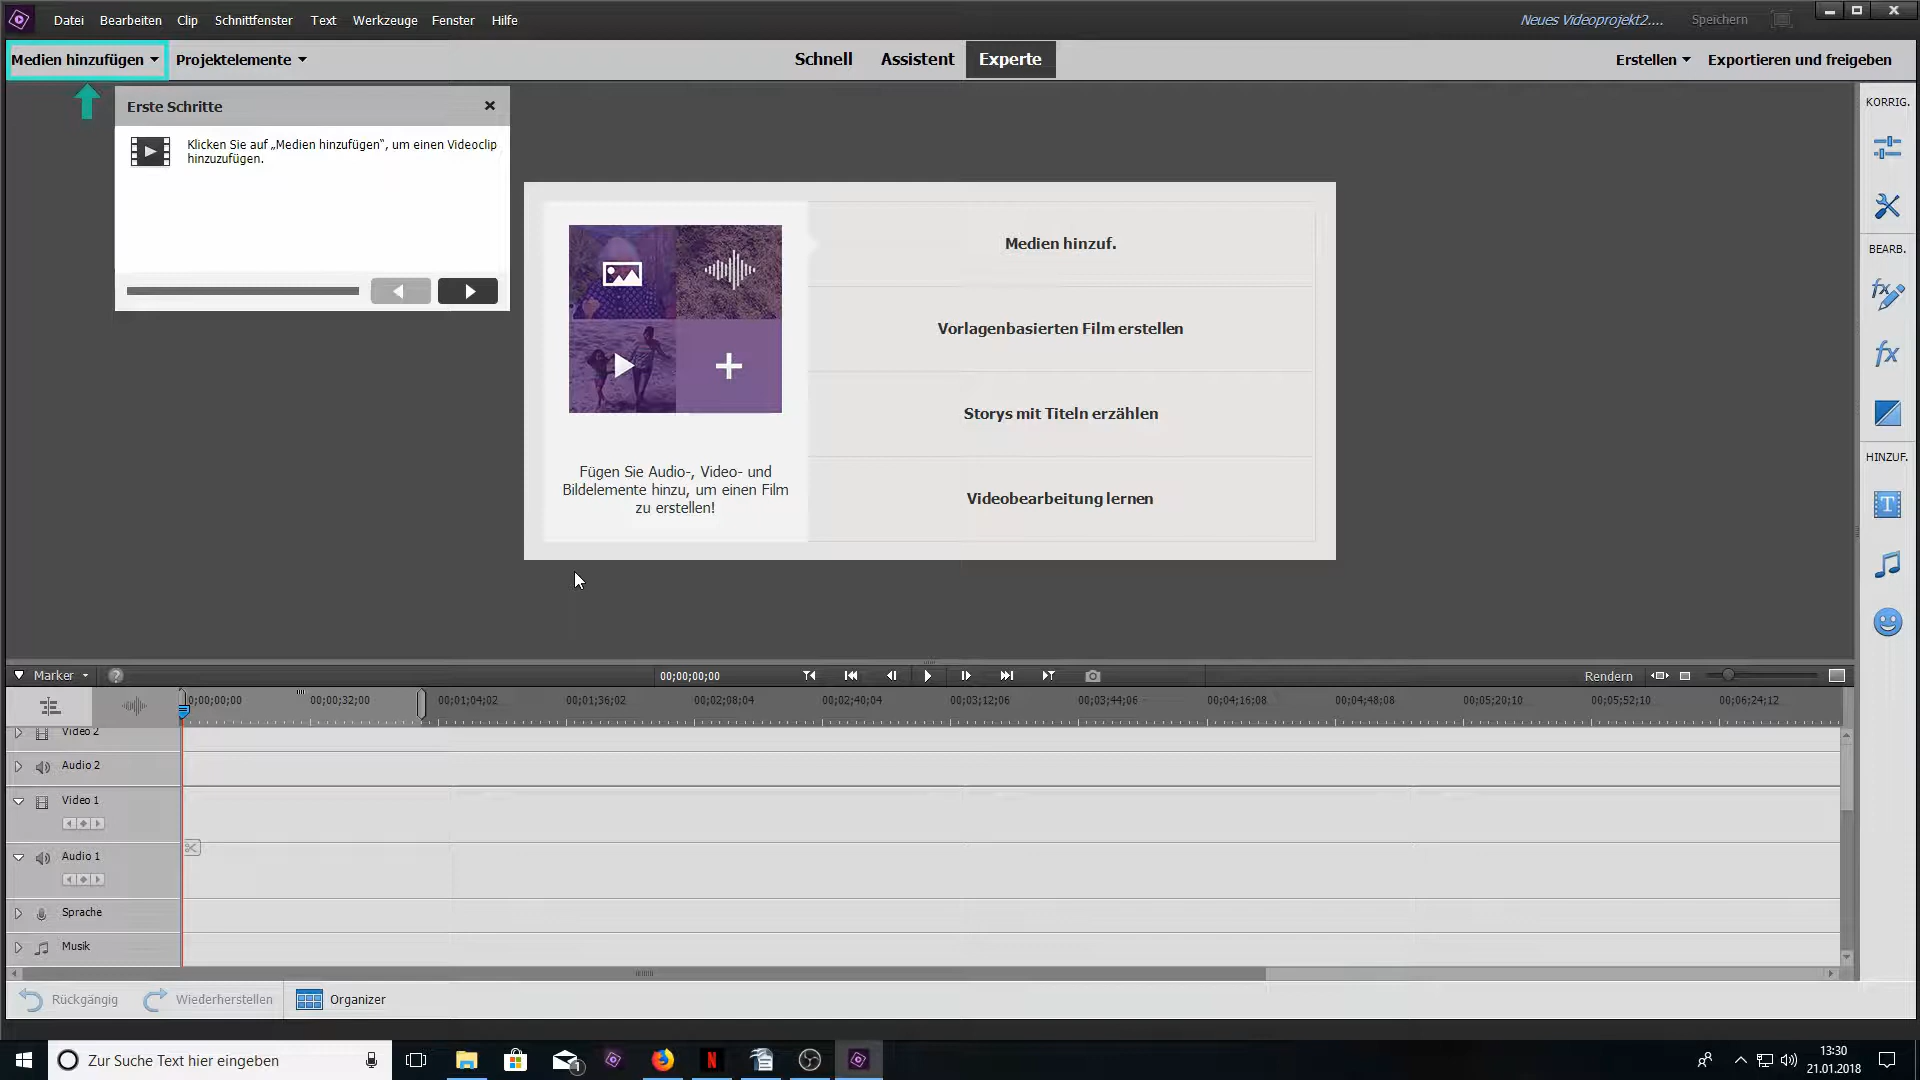 Datei Bearbeiten Clip Schnittfenster Text Werkzeuge Fenster Hilfe
Neues Videoprojekt2.... Speichern
Medien hinzufügen Projektelemente
Schnell Assistent Experte
Erstellen Exportieren und freigeben
Erste Schritte
Klicken Sie auf „Medien hinzufügen“, um einen Videoclip
hinzuzufügen.
Fügen Sie Audio-, Video- und
Bildelemente hinzu, um einen Film
zu erstellen!
Medien hinzuf.
Vorlagenbasierten Film erstellen
Storys mit Titeln erzählen
Videobearbeitung lernen
KORRIG.
BEARB.
HINZUF.
Marker
00;00;00;00
Rendern
0;00;00;00 00;00;32;00 00;01;04;02 00;01;36;02 00;02;08;04 00;02;40;04 00;03;12;06 00;03;44;06 00;04;16;08 00;04;48;08 00;05;20;10 00;05;52;10 00;06;24;12
Video 2
Audio 2
Video 1
Audio 1
Sprache
Musik
Rückgängig Wiederherstellen Organizer
Zur Suche Text hier eingeben
1
13:30
21.01.2018